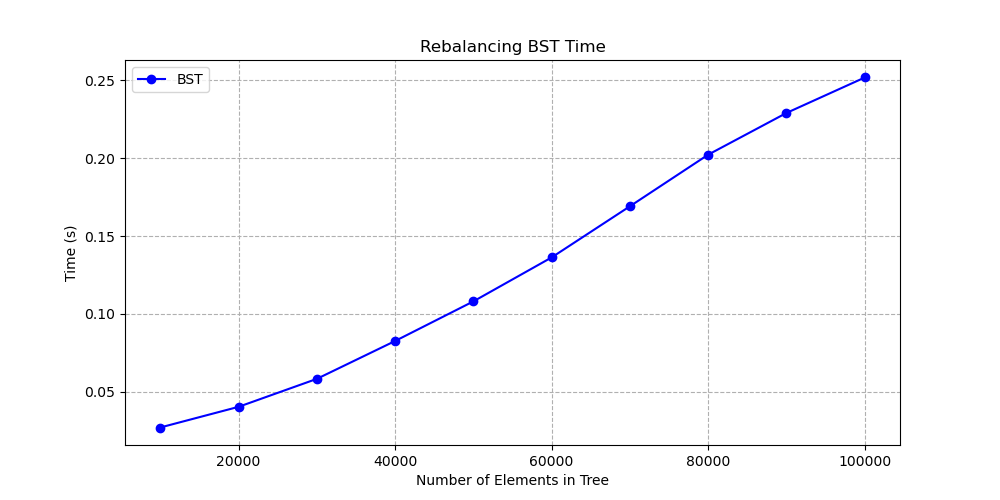 Rebalancing BST Time
BST
Time (s)
0.25
0.20
0.15
0.10
0.05
20000 40000 60000 80000 100000
Number of Elements in Tree